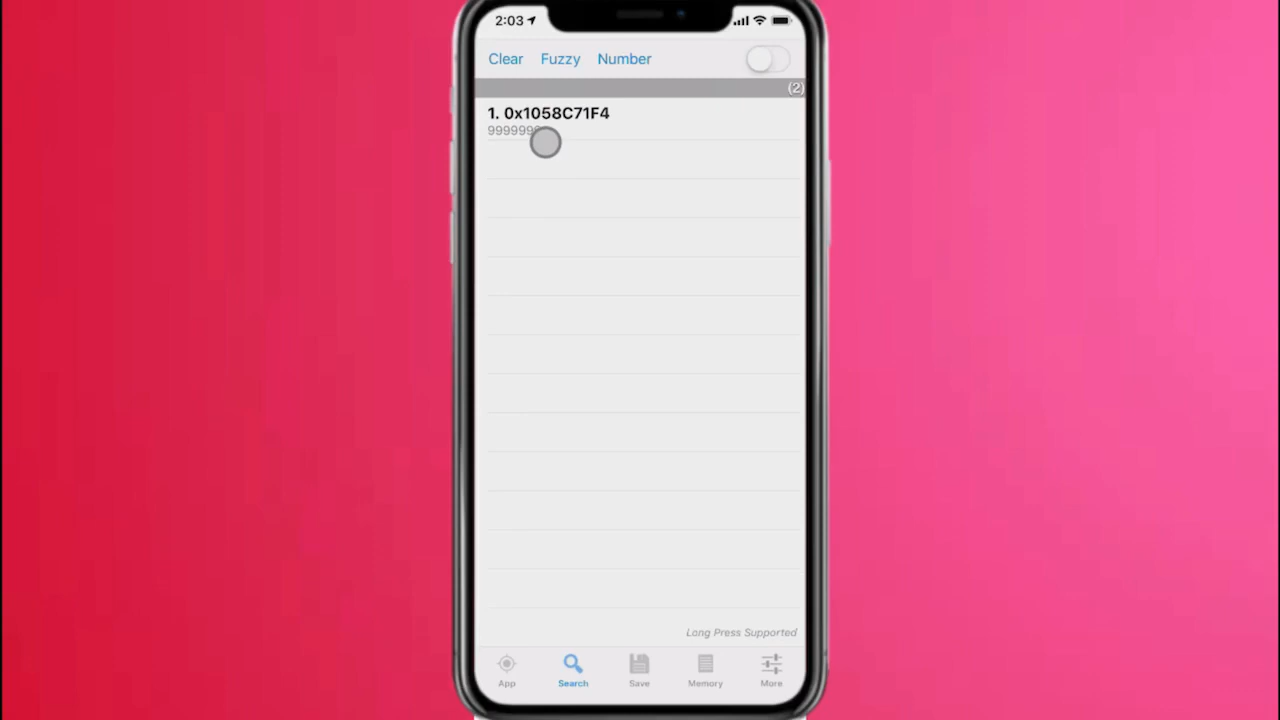 2:03
Clear Fuzzy Number
(2)
1. 0x1058C71F4
Long Press Supported
App Search Save Memory More